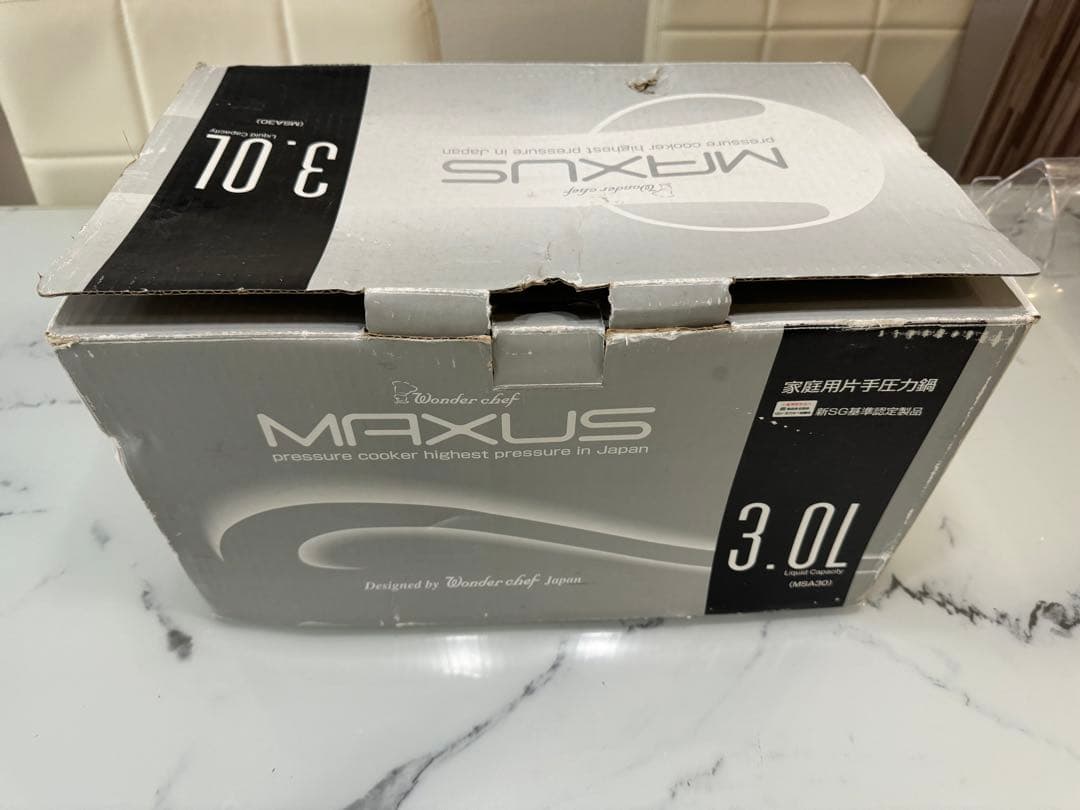 3.0L
Liquid Capacity
(MSA30)
Wonder chef
MAXUS
pressure cooker highest pressure in Japan
Wonder chef
MAXUS
pressure cooker highest pressure in Japan
Designed by Wonder chef Japan
家庭用片手圧力鍋
新SG基準認定製品
3.0L
Liquid Capacity
(MSA30)